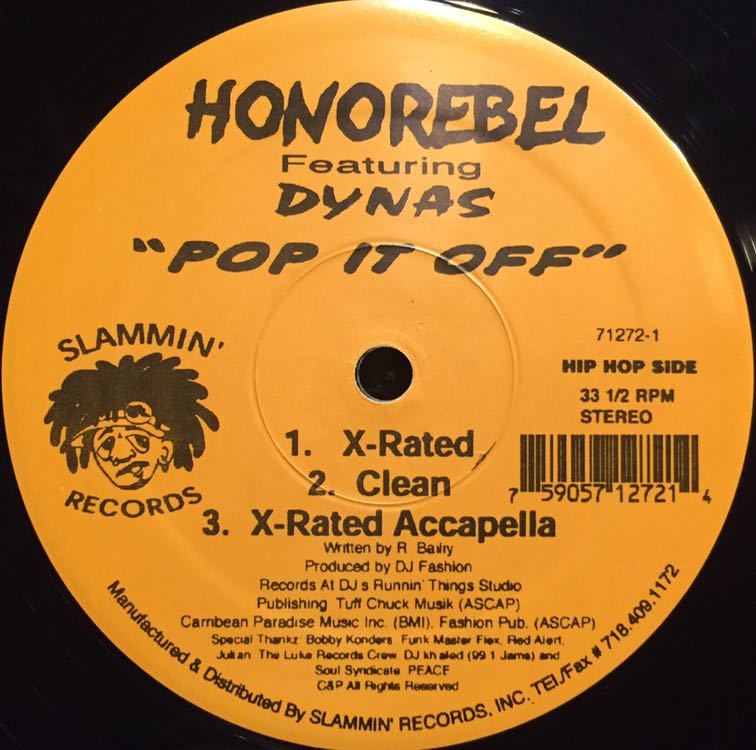 HONOREBEL
Featuring
DYNAS
"POP IT OFF"
SLAMMIN'
RECORDS
71272-1
HIP HOP SIDE
33 1/2 RPM
STEREO
7 59057 12721 4
1. X-Rated
2. Clean
3. X-Rated Accapella
Written by R Bailiy
Produced by DJ Fashion
Records At DJ s Runnin' Things Studio
Publishing Tuff Chuck Musik (ASCAP)
Carribean Paradise Music Inc. (BMI), Fashion Pub. (ASCAP)
Special Thankz: Bobby Konders, Funk Master Flex, Red Alert,
Julian, The Luke Records Crew, DJ khaled (99 1 Jams) and
Soul Syndicate PEACE
C&P All Rights Reserved
Manufactured & Distributed By SLAMMIN' RECORDS, INC. Tel./Fax # 718.409.1172